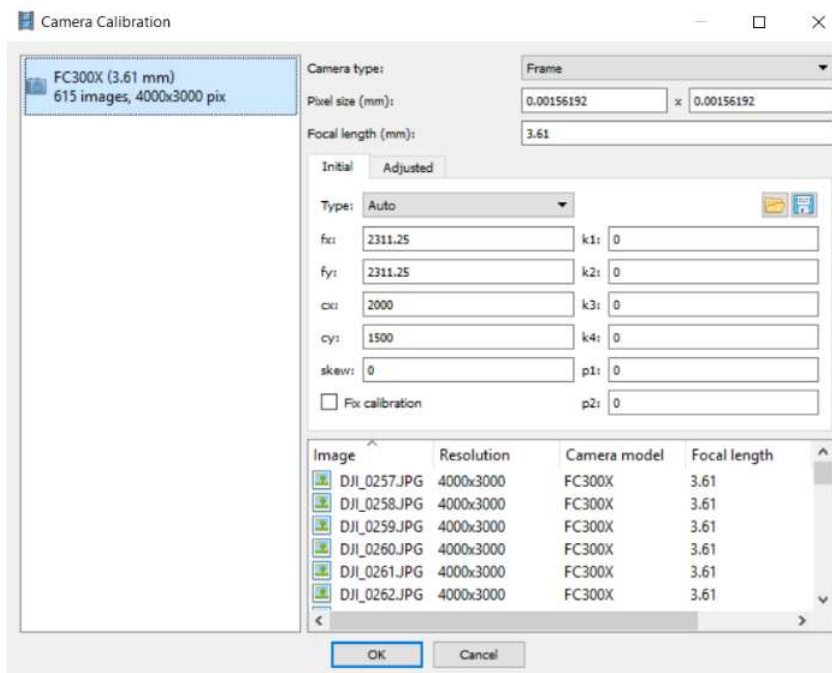 Camera Calibration
FC300X (3.61 mm)
615 images, 4000x3000 pix
Camera type: Frame
Pixel size (mm): 0.00156192 x 0.00156192
Focal length (mm): 3.61
Initial Adjusted
Type: Auto
fx: 2311.25 k1: 0
fy: 2311.25 k2: 0
cx: 2000 k3: 0
cy: 1500 k4: 0
skew: 0 p1: 0
Fix calibration p2: 0
Image Resolution Camera model Focal length
DJI_0257.JPG 4000x3000 FC300X 3.61
DJI_0258.JPG 4000x3000 FC300X 3.61
DJI_0259.JPG 4000x3000 FC300X 3.61
DJI_0260.JPG 4000x3000 FC300X 3.61
DJI_0261.JPG 4000x3000 FC300X 3.61
DJI_0262.JPG 4000x3000 FC300X 3.61
OK Cancel